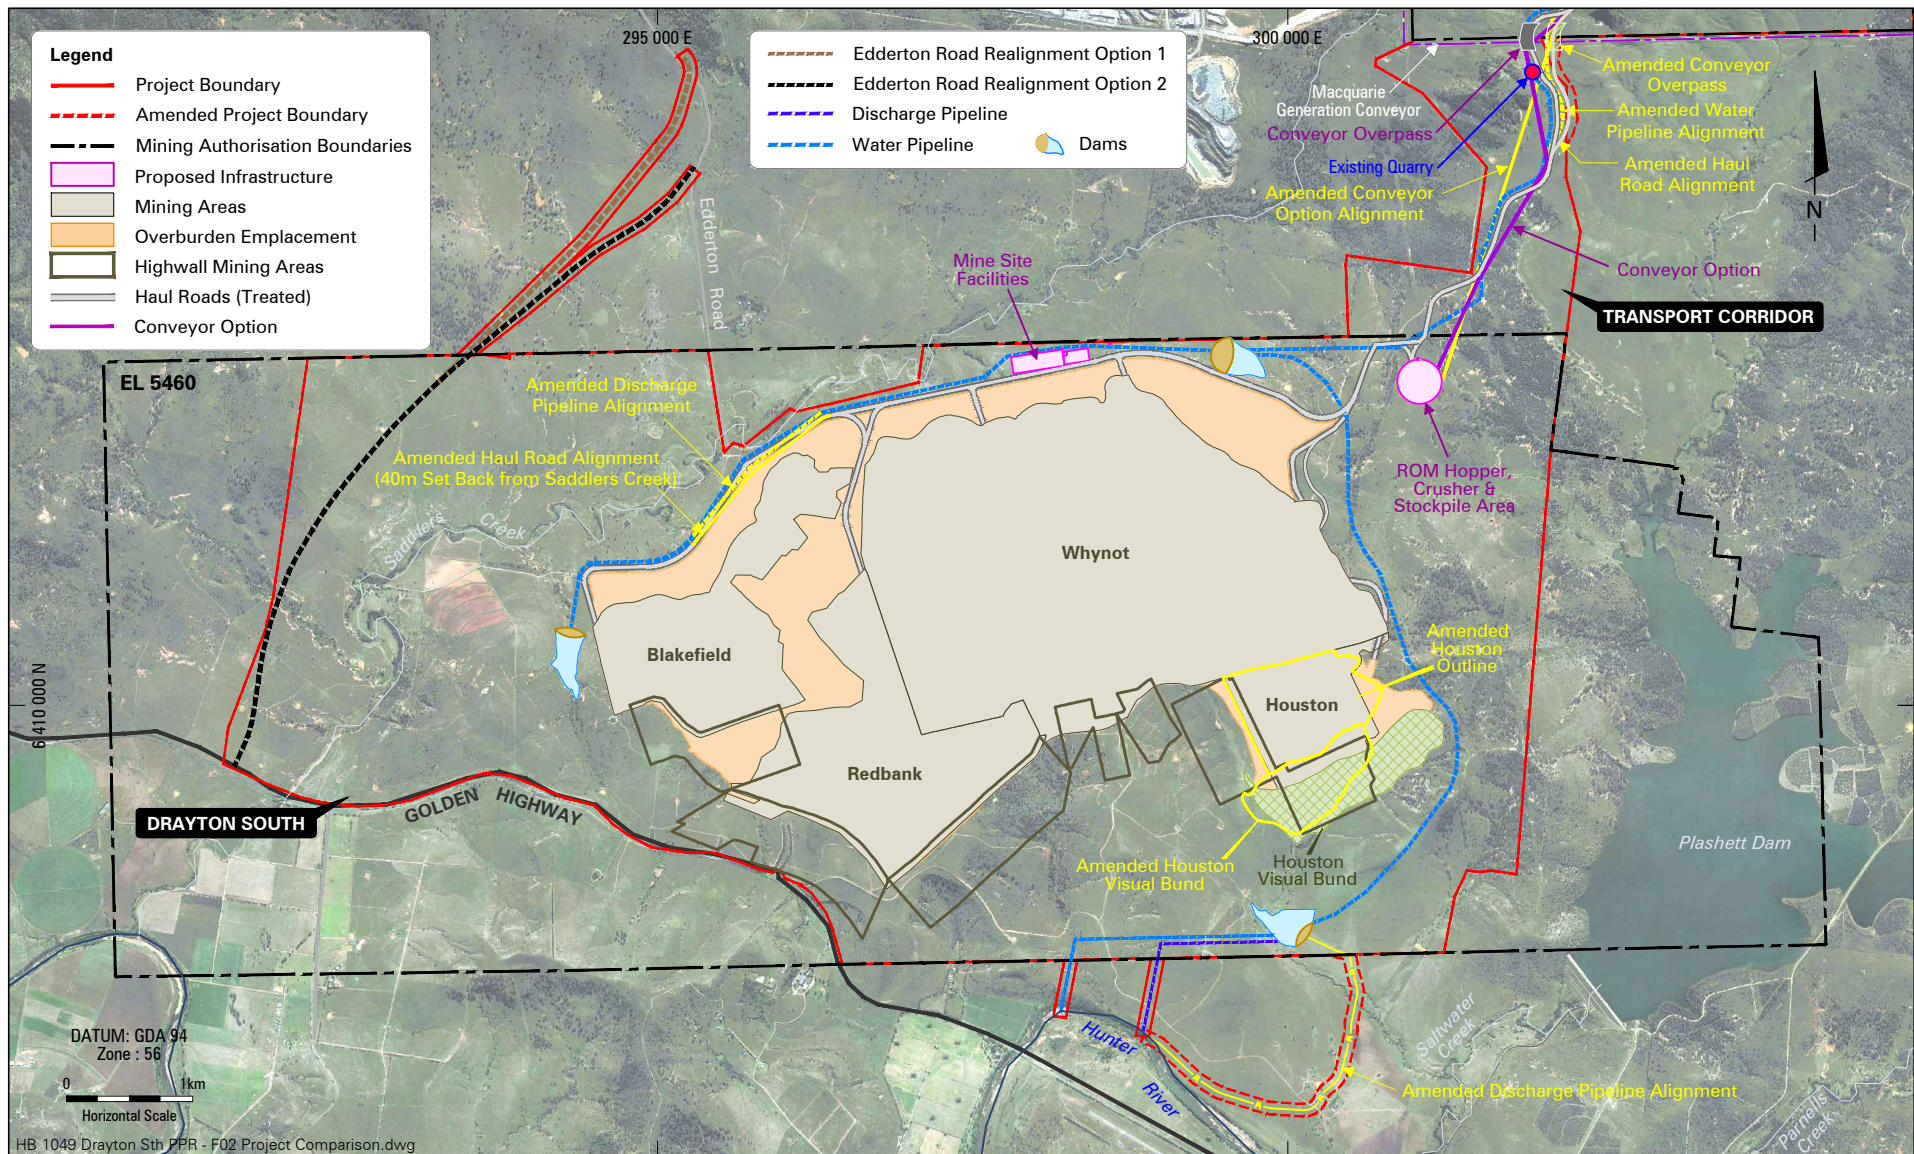 Legend
Project Boundary
Amended Project Boundary
Mining Authorisation Boundaries
Proposed Infrastructure
Mining Areas
Overburden Emplacement
Highwall Mining Areas
Haul Roads (Treated)
Conveyor Option
295 000 E
Edderton Road Realignment Option 1
Edderton Road Realignment Option 2
Discharge Pipeline
Water Pipeline
Dams
300 000 E
Macquarie
Generation Conveyor
Conveyor Overpass
Existing Quarry
Amended Conveyor
Option Alignment
Amended Conveyor
Overpass
Amended Water
Pipeline Alignment
Amended Haul
Road Alignment
N
Conveyor Option
TRANSPORT CORRIDOR
Edderton Road
Mine Site
Facilities
EL 5460
Amended Discharge
Pipeline Alignment
Amended Haul Road Alignment
(40m Set Back from Saddlers Creek)
Saddlers Creek
ROM Hopper,
Crusher &
Stockpile Area
Whynot
Blakefield
Amended
Houston
Outline
Houston
6 410 000 N
Redbank
DRAYTON SOUTH
GOLDEN HIGHWAY
Amended Houston
Visual Bund
Houston
Visual Bund
Plashett Dam
Hunter
River
Saltwater
Creek
Amended Discharge Pipeline Alignment
Parnells
Creek
DATUM: GDA 94
Zone : 56
0 1km
Horizontal Scale
HB 1049 Drayton Sth PPR - F02 Project Comparison.dwg